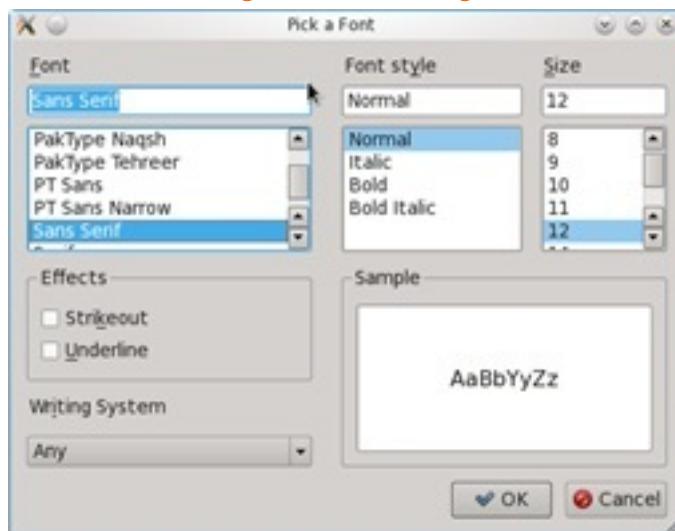 Pick a Font
Font
Font style
Size
Sans Serif
Normal
12
PakType Naqsh
PakType Tehreer
PT Sans
PT Sans Narrow
Sans Serif
Normal
Italic
Bold
Bold Italic
8
9
10
11
12
Effects
Strikeout
Underline
Sample
AaBbYyZz
Writing System
Any
OK
Cancel